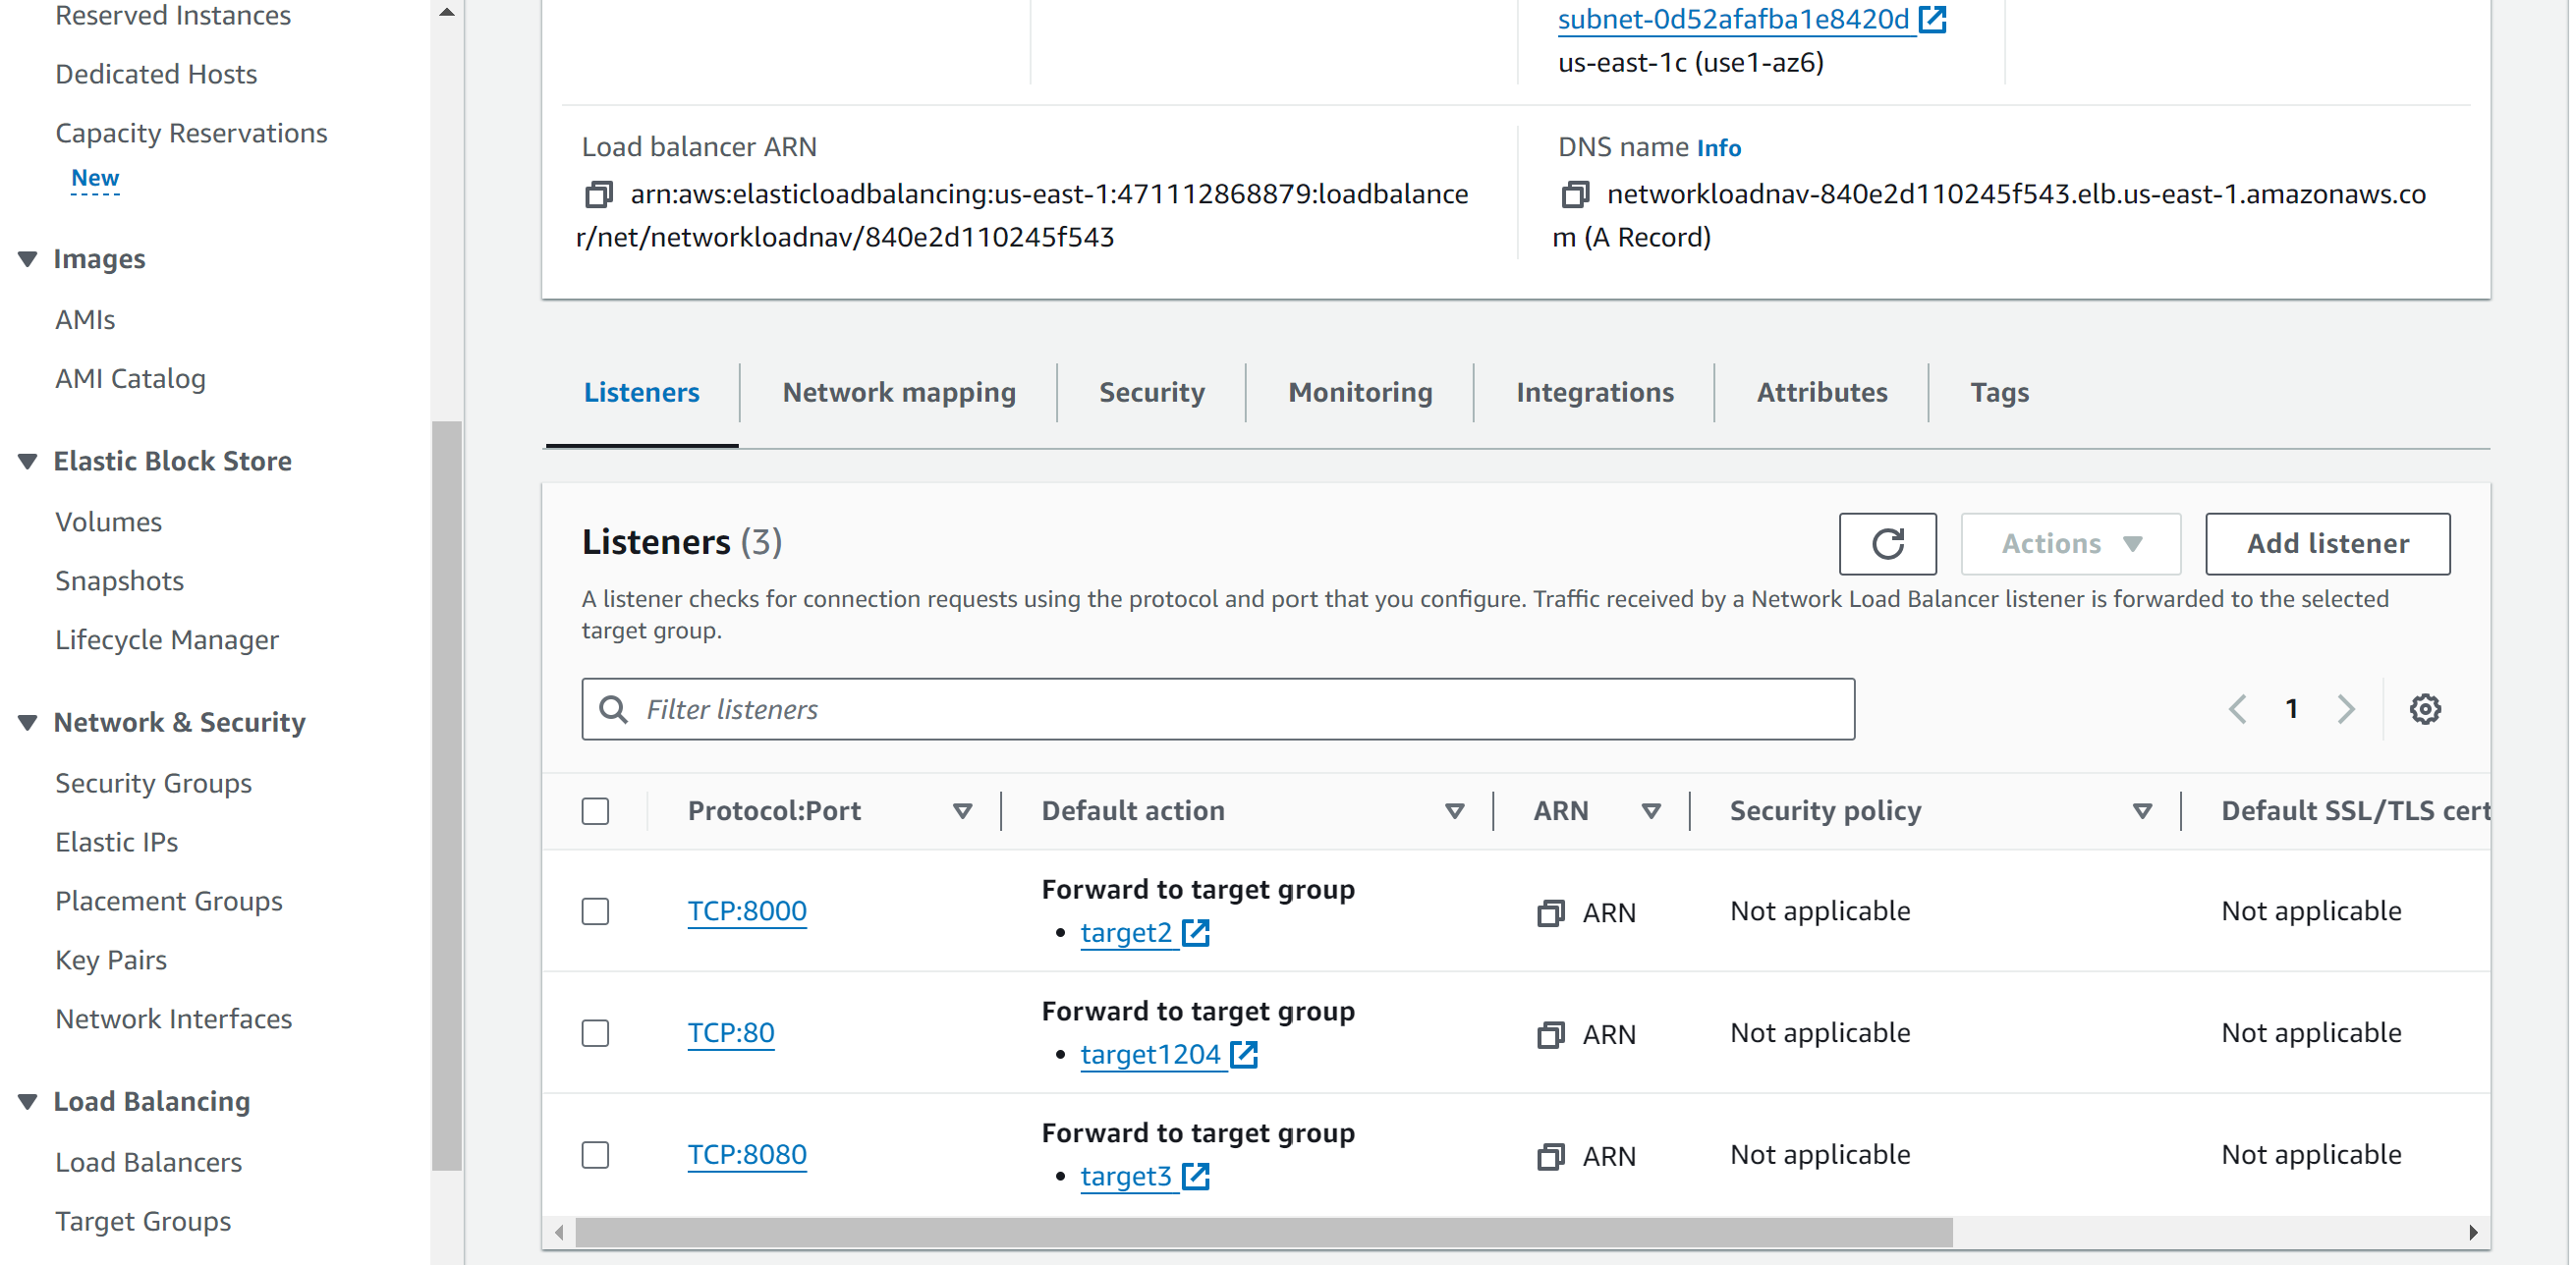 Reserved Instances
Dedicated Hosts
Capacity Reservations
New
Images
AMIs
AMI Catalog
Elastic Block Store
Volumes
Snapshots
Lifecycle Manager
Network & Security
Security Groups
Elastic IPs
Placement Groups
Key Pairs
Network Interfaces
Load Balancing
Load Balancers
Target Groups
subnet-0d52afafba1e8420d
us-east-1c (use1-az6)
Load balancer ARN
arn:aws:elasticloadbalancing:us-east-1:471112868879:loadbalance
r/net/networkloadnav/840e2d110245f543
DNS name Info
networkloadnav-840e2d110245f543.elb.us-east-1.amazonaws.co
m (A Record)
Listeners Network mapping Security Monitoring Integrations Attributes Tags
Listeners (3)
Actions Add listener
A listener checks for connection requests using the protocol and port that you configure. Traffic received by a Network Load Balancer listener is forwarded to the selected
target group.
Filter listeners
1
Protocol:Port Default action ARN Security policy Default SSL/TLS cert
TCP:8000 Forward to target group ARN Not applicable Not applicable
• target2
TCP:80 Forward to target group ARN Not applicable Not applicable
• target1204
TCP:8080 Forward to target group ARN Not applicable Not applicable
• target3